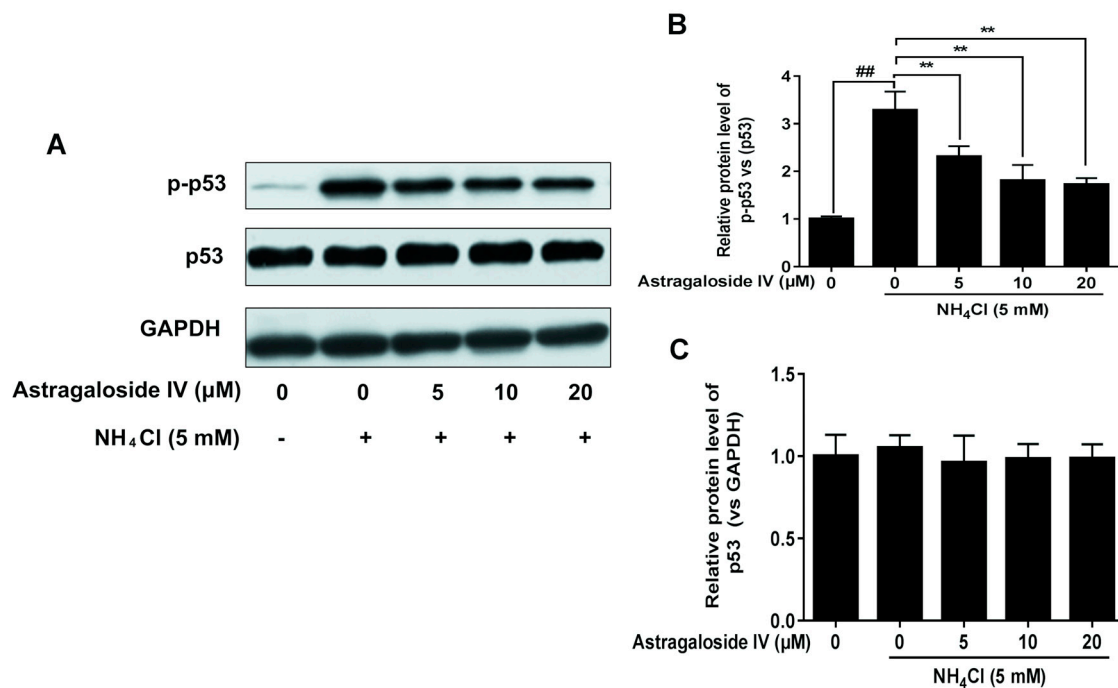 A
p-p53
p53
GAPDH
Astragaloside IV (μM) 0 0 5 10 20
NH₄Cl (5 mM) - + + + +
B
Relative protein level of
p-p53 vs (p53)
4
3
2
1
0
## ** ** **
Astragaloside IV (μM) 0 0 5 10 20
NH₄Cl (5 mM)
C
Relative protein level of
p53 (vs GAPDH)
1.5
1.0
0.5
0.0
Astragaloside IV (μM) 0 0 5 10 20
NH₄Cl (5 mM)